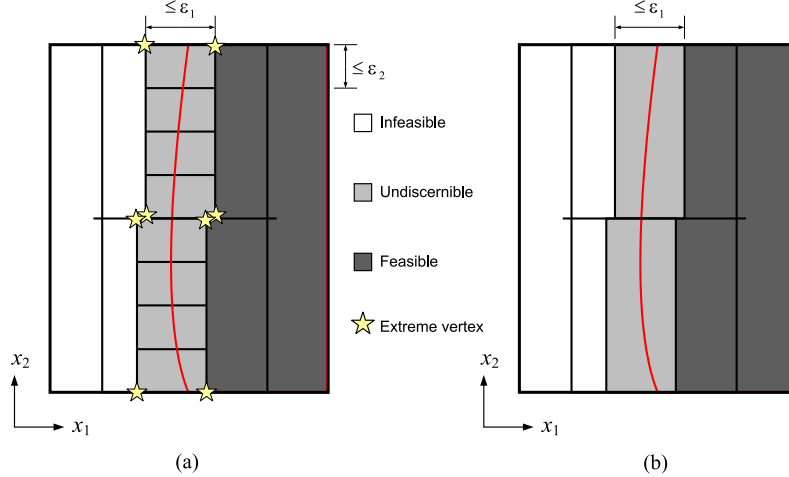 ≤ ε₁
≤ ε₁
≤ ε₂
Infeasible
Undiscernible
Feasible
Extreme vertex
x₂
x₁
x₂
x₁
(a)
(b)